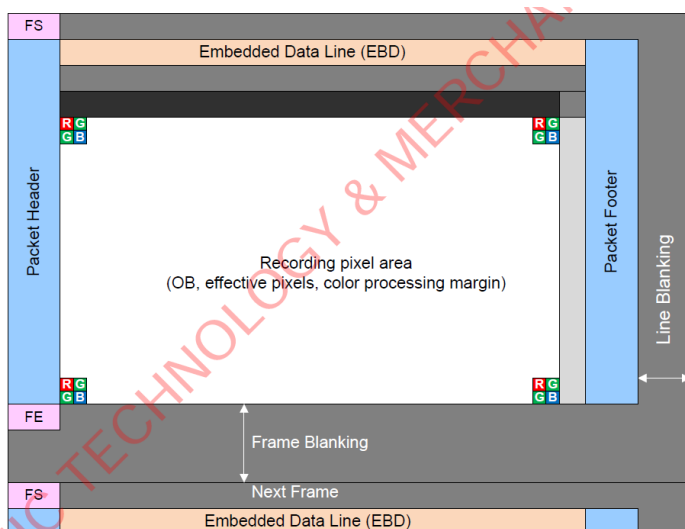 FS
Embedded Data Line (EBD)
R G
G B
R G
G B
Packet Header
Packet Footer
Line Blanking
Recording pixel area
(OB, effective pixels, color processing margin)
R G
G B
R G
G B
FE
Frame Blanking
FS
Next Frame
Embedded Data Line (EBD)
TECHNOLOGY & MERCHAN